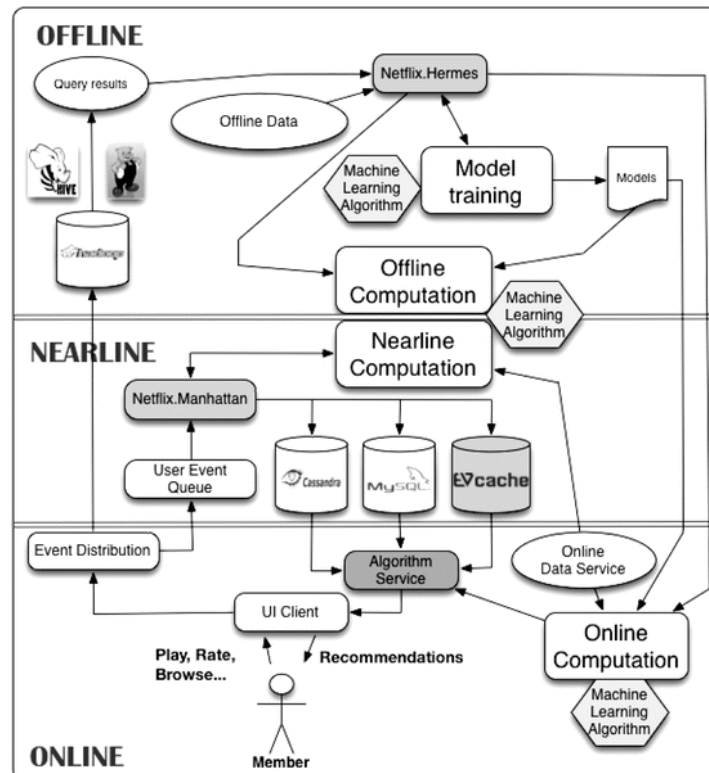 OFFLINE
Query results
Netflix.Hermes
Offline Data
HIVE
Machine
Learning
Algorithm
Model
training
Models
hadoop
Offline
Computation
Machine
Learning
Algorithm
NEARLINE
Nearline
Computation
Netflix.Manhattan
User Event
Queue
Cassandra
MySQL
EVcache
Event Distribution
Algorithm
Service
Online
Data Service
UI Client
Play, Rate,
Browse...
Recommendations
Online
Computation
Machine
Learning
Algorithm
Member
ONLINE